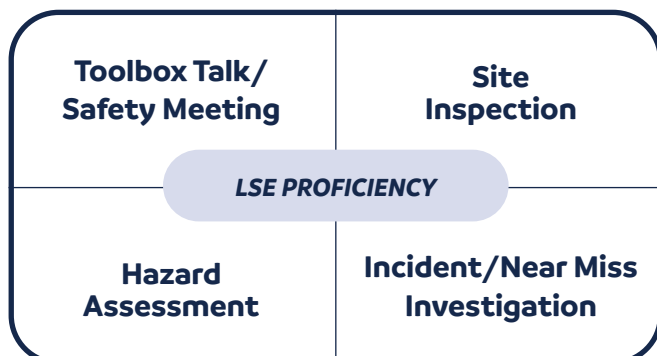 Toolbox Talk/
Safety Meeting
Site
Inspection
LSE PROFICIENCY
Hazard
Assessment
Incident/Near Miss
Investigation